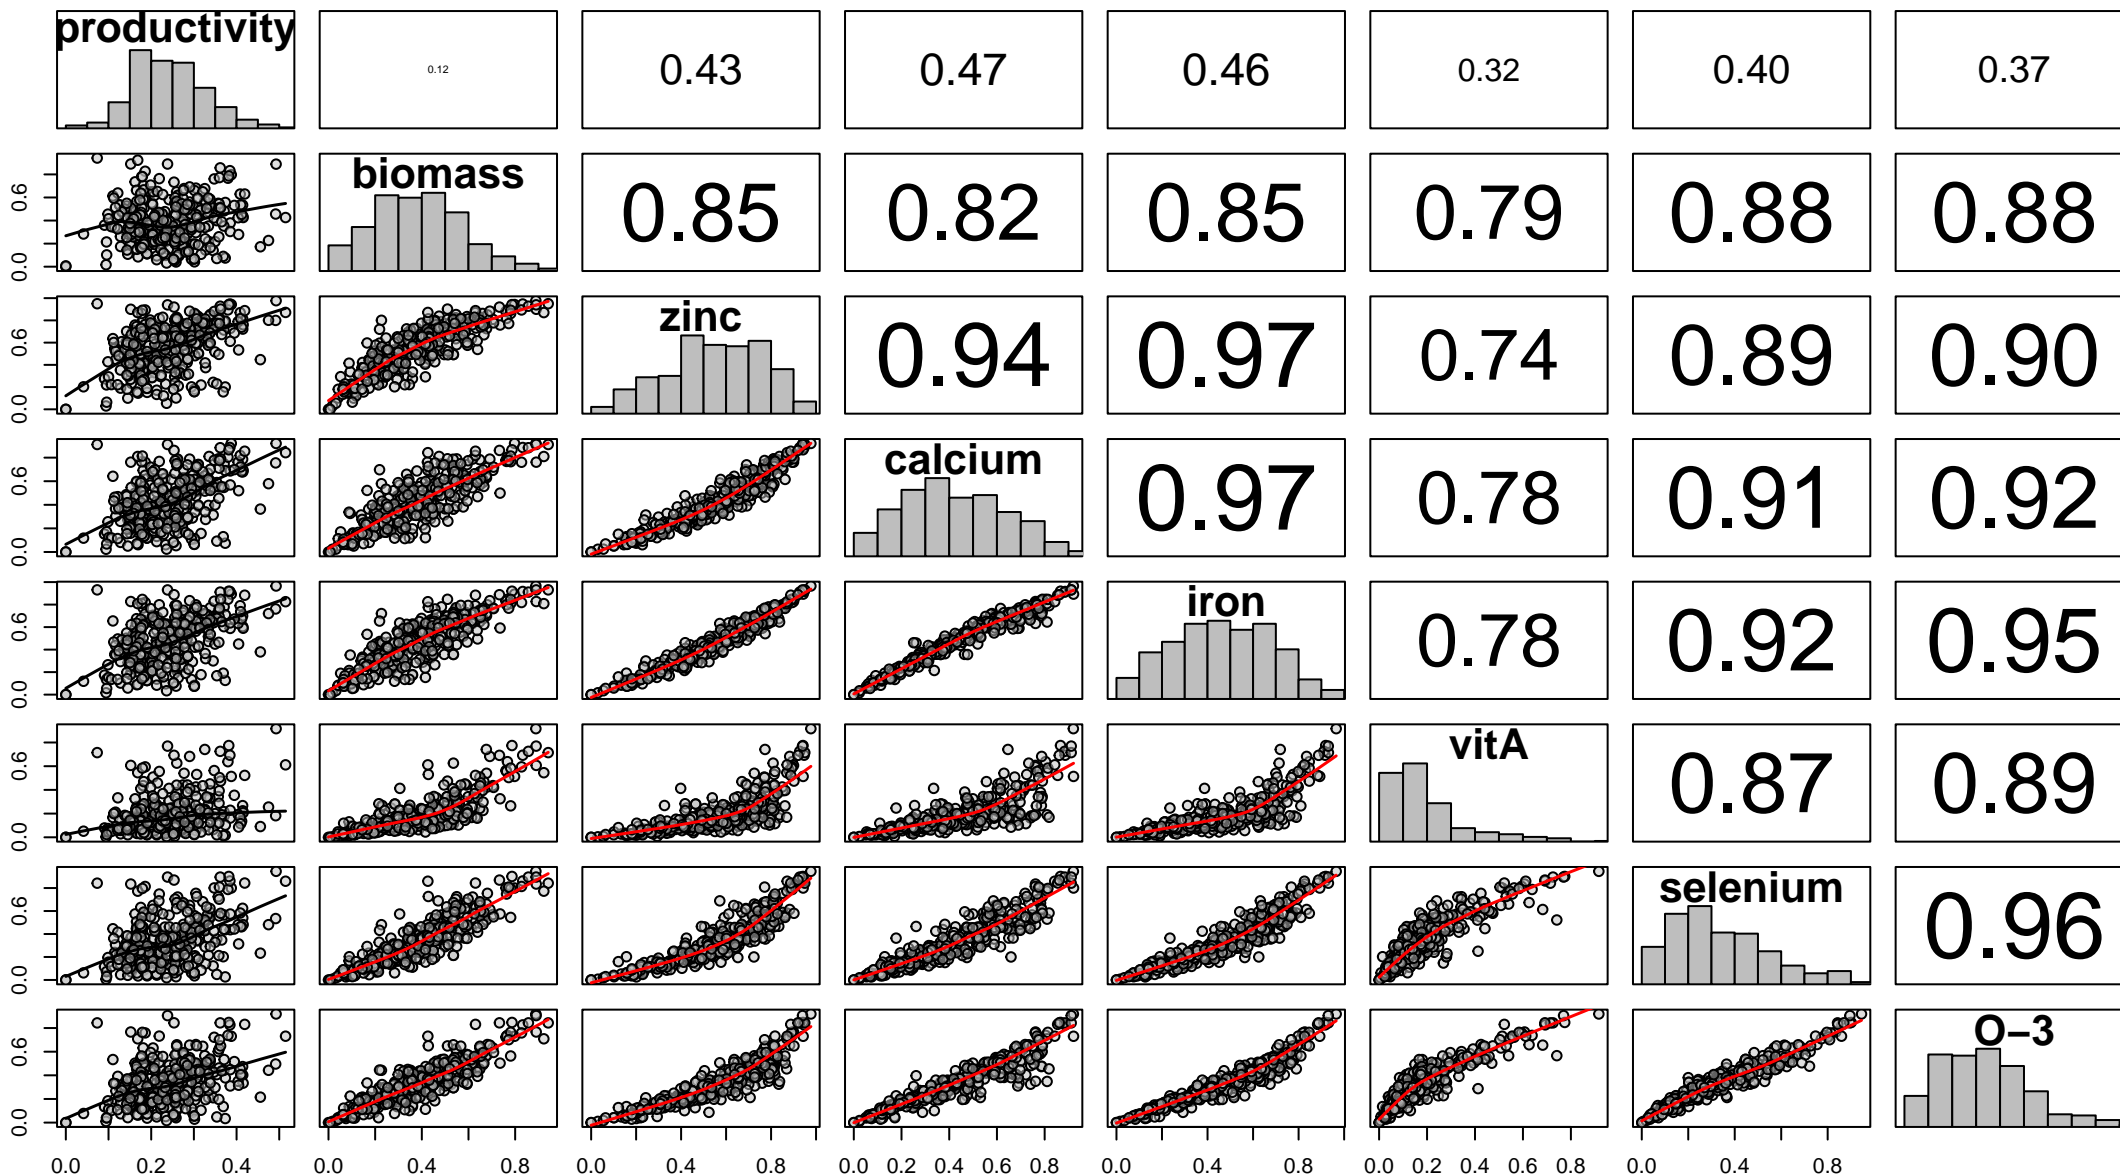 productivity
0.12 0.43 0.47 0.46 0.32 0.40 0.37
0.0 0.6
biomass 0.85 0.82 0.85 0.79 0.88 0.88
0.0 0.6
zinc 0.94 0.97 0.74 0.89 0.90
0.0 0.6
calcium 0.97 0.78 0.91 0.92
0.0 0.6
iron 0.78 0.92 0.95
0.0 0.6
vitA 0.87 0.89
0.0 0.6
selenium 0.96
0.0 0.6
O−3
0.0 0.2 0.4 0.0 0.4 0.8 0.0 0.4 0.8 0.0 0.2 0.4 0.6 0.8 0.0 0.4 0.8 0.0 0.2 0.4 0.6 0.8 0.0 0.4 0.8